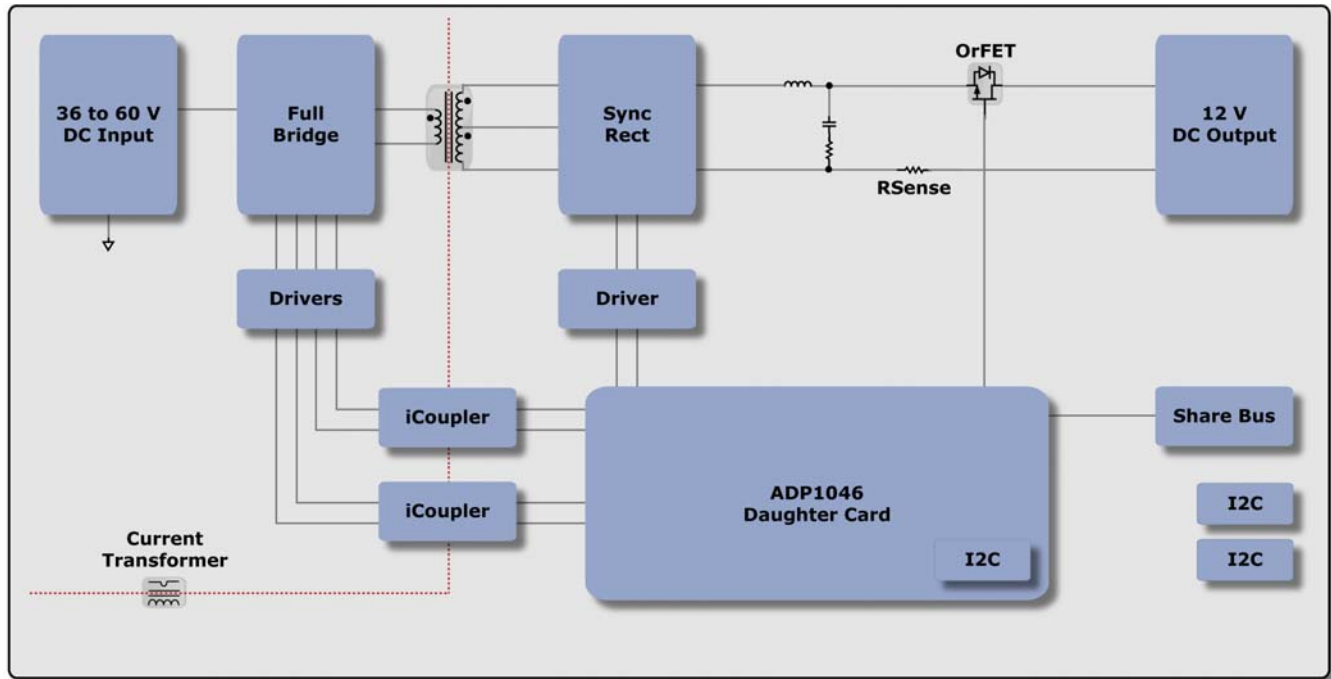 OrFET
36 to 60 V
DC Input
Full
Bridge
Sync
Rect
12 V
DC Output
RSense
Drivers
Driver
iCoupler
Share Bus
ADP1046
Daughter Card
iCoupler
I2C
Current
Transformer
I2C
I2C